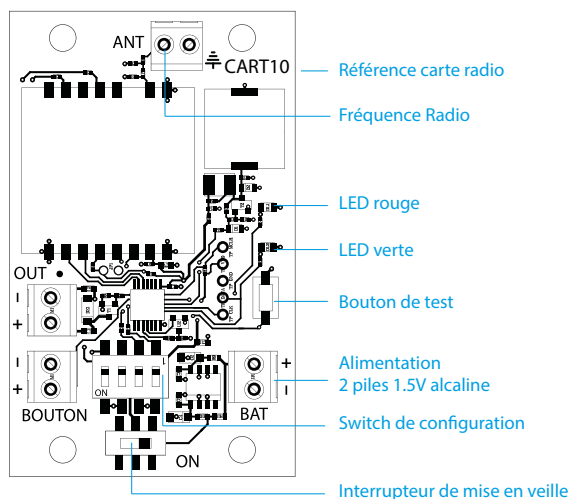 ANT
CART10
Référence carte radio
Fréquence Radio
LED rouge
LED verte
OUT
Bouton de test
–
+
–
+
+
–
Alimentation
2 piles 1.5V alcaline
ON
1
BOUTON
BAT
Switch de configuration
ON
Interrupteur de mise en veille